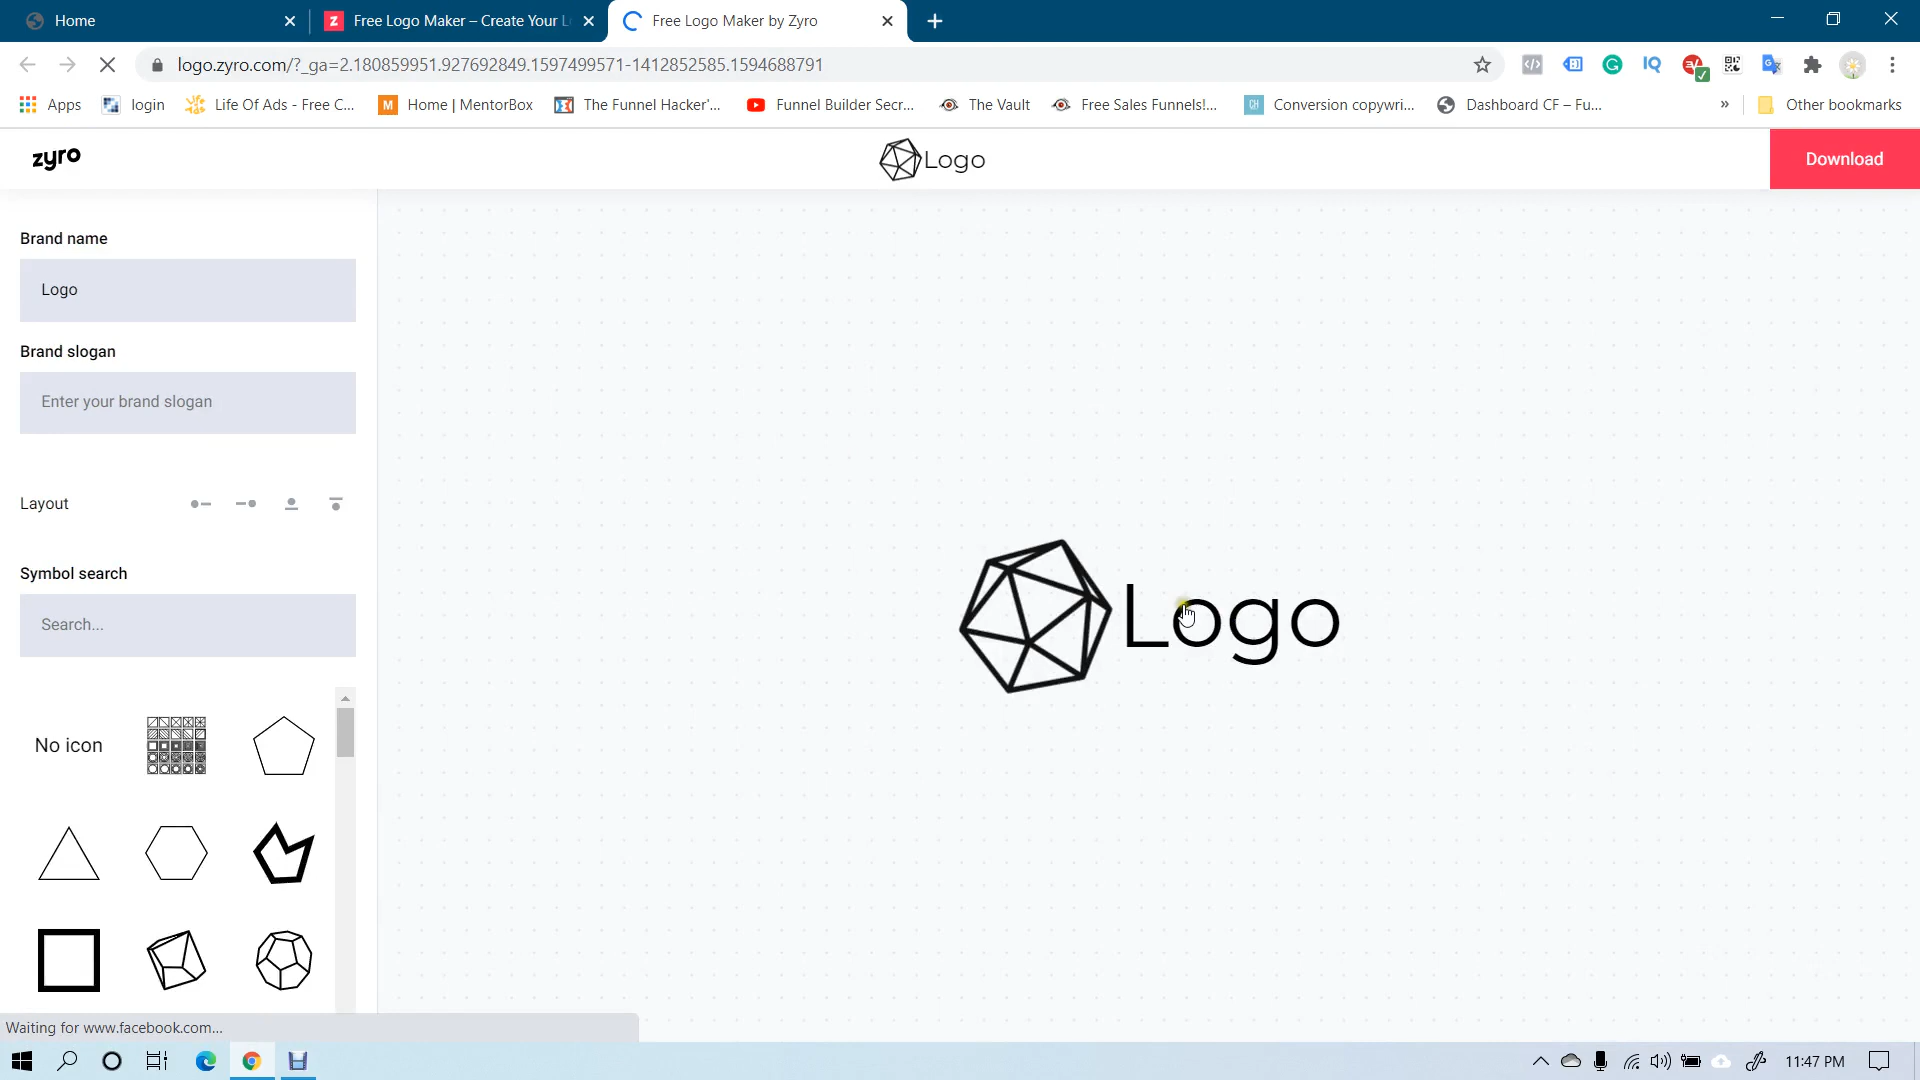 Home
Free Logo Maker – Create Your L
Free Logo Maker by Zyro
logo.zyro.com/?_ga=2.180859951.927692849.1597499571-1412852585.1594688791
Apps
login
Life Of Ads - Free C...
Home | MentorBox
The Funnel Hacker'...
Funnel Builder Secr...
The Vault
Free Sales Funnels!...
Conversion copywri...
Dashboard CF – Fu...
»
Other bookmarks
zyro
Logo
Download
Brand name
Logo
Brand slogan
Enter your brand slogan
Layout
Symbol search
Search...
No icon
Logo
Waiting for www.facebook.com...
11:47 PM